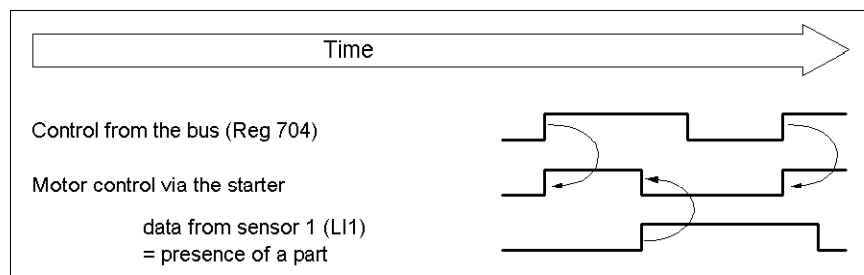 Time
Control from the bus (Reg 704)
Motor control via the starter
data from sensor 1 (LI1)
= presence of a part